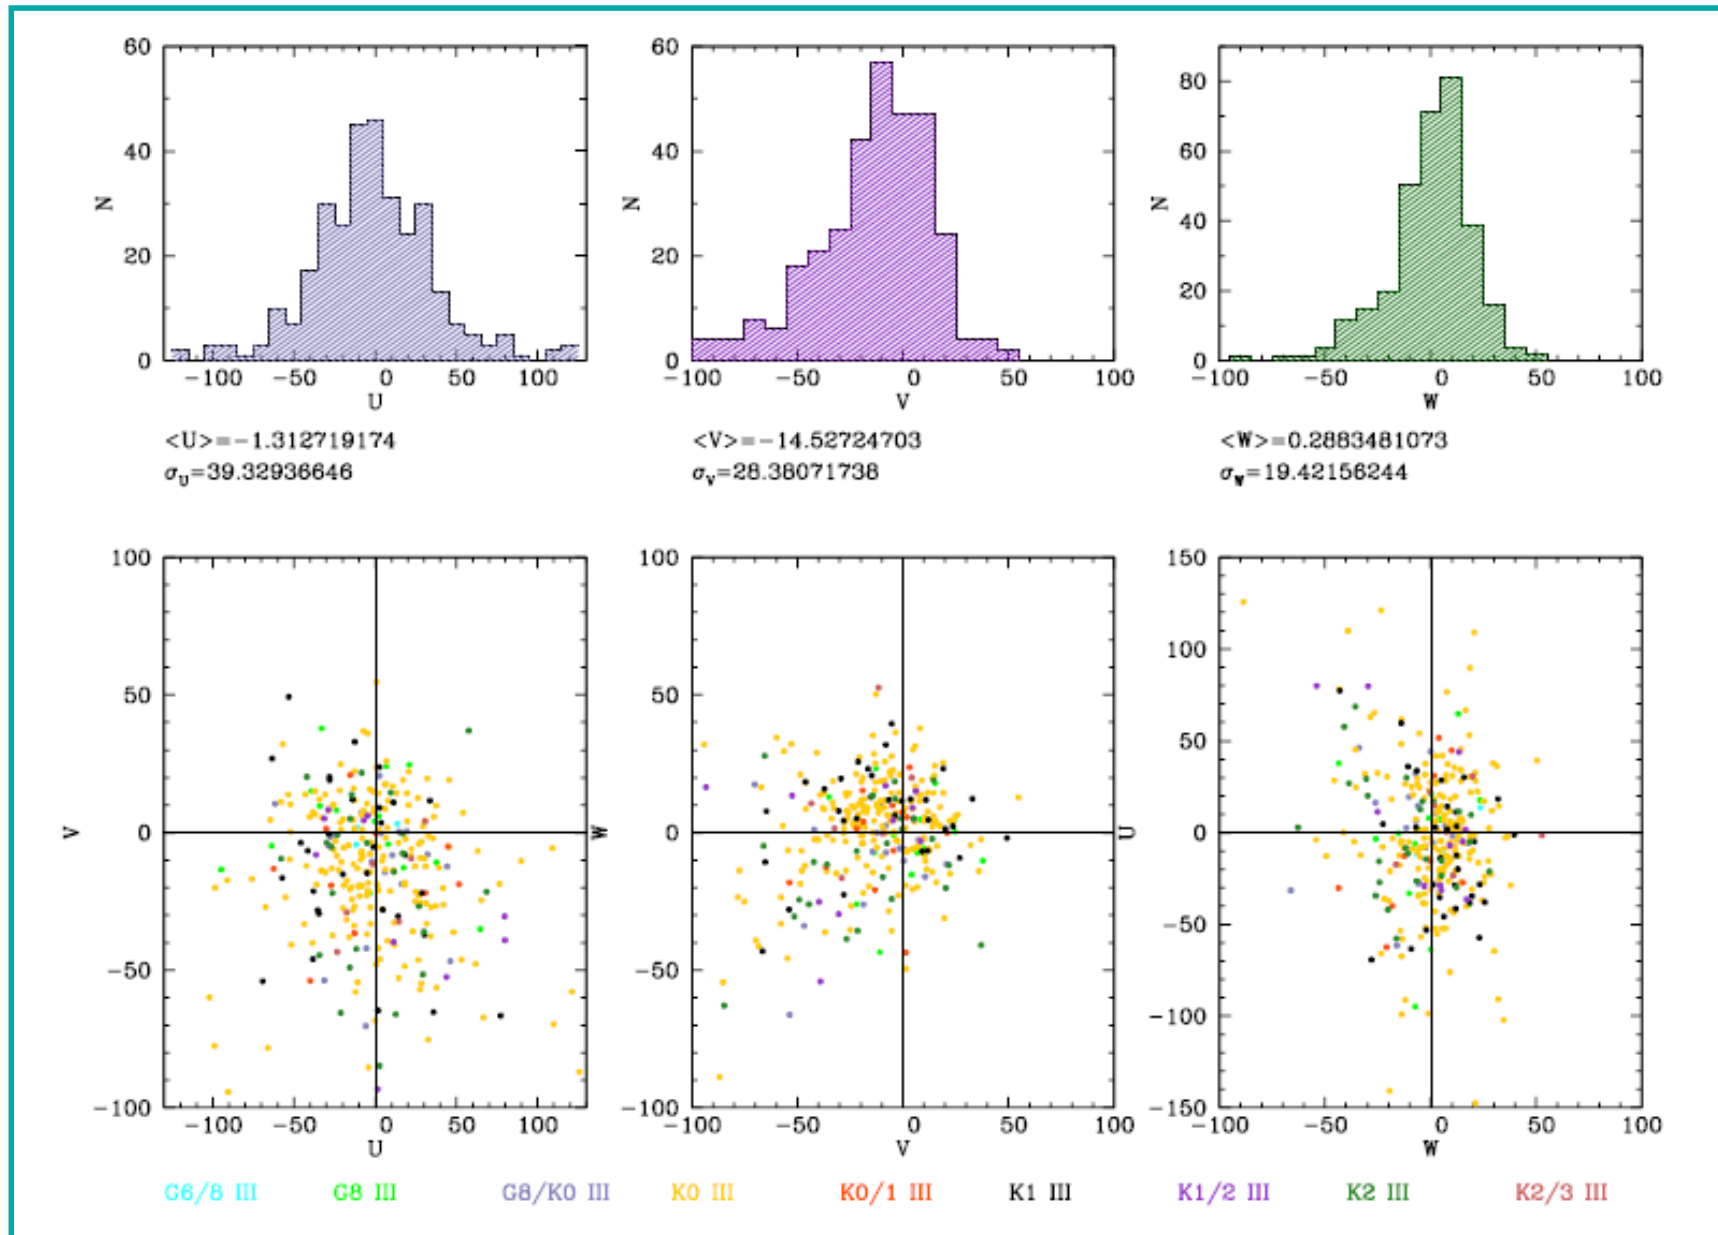 60
40
20
0
N
−100 −50 0 50 100
U
60
40
20
0
N
−100 −50 0 50 100
V
80
60
40
20
0
N
−100 −50 0 50 100
W
<U>=−1.312719174
σU=39.32936646
<V>=−14.52724703
σV=28.38071738
<W>=0.2883481073
σW=19.42156244
100
50
0
−50
−100
V
−100 −50 0 50 100
U
100
50
0
−50
−100
W
−100 −50 0 50 100
V
150
100
50
0
−50
−100
−150
U
−100 −50 0 50 100
W
G6/8 III G8 III G8/K0 III K0 III K0/1 III K1 III K1/2 III K2 III K2/3 III